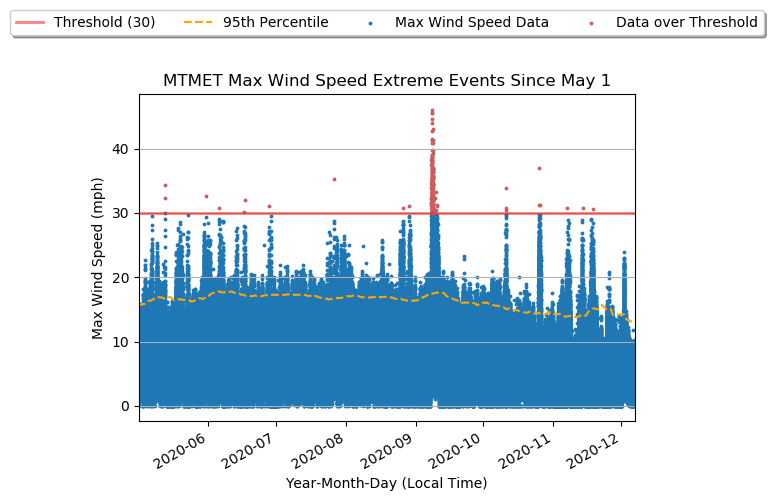 Threshold (30) 95th Percentile Max Wind Speed Data Data over Threshold
MTMET Max Wind Speed Extreme Events Since May 1
Max Wind Speed (mph)
40
30
20
10
0
2020-06 2020-07 2020-08 2020-09 2020-10 2020-11 2020-12
Year-Month-Day (Local Time)